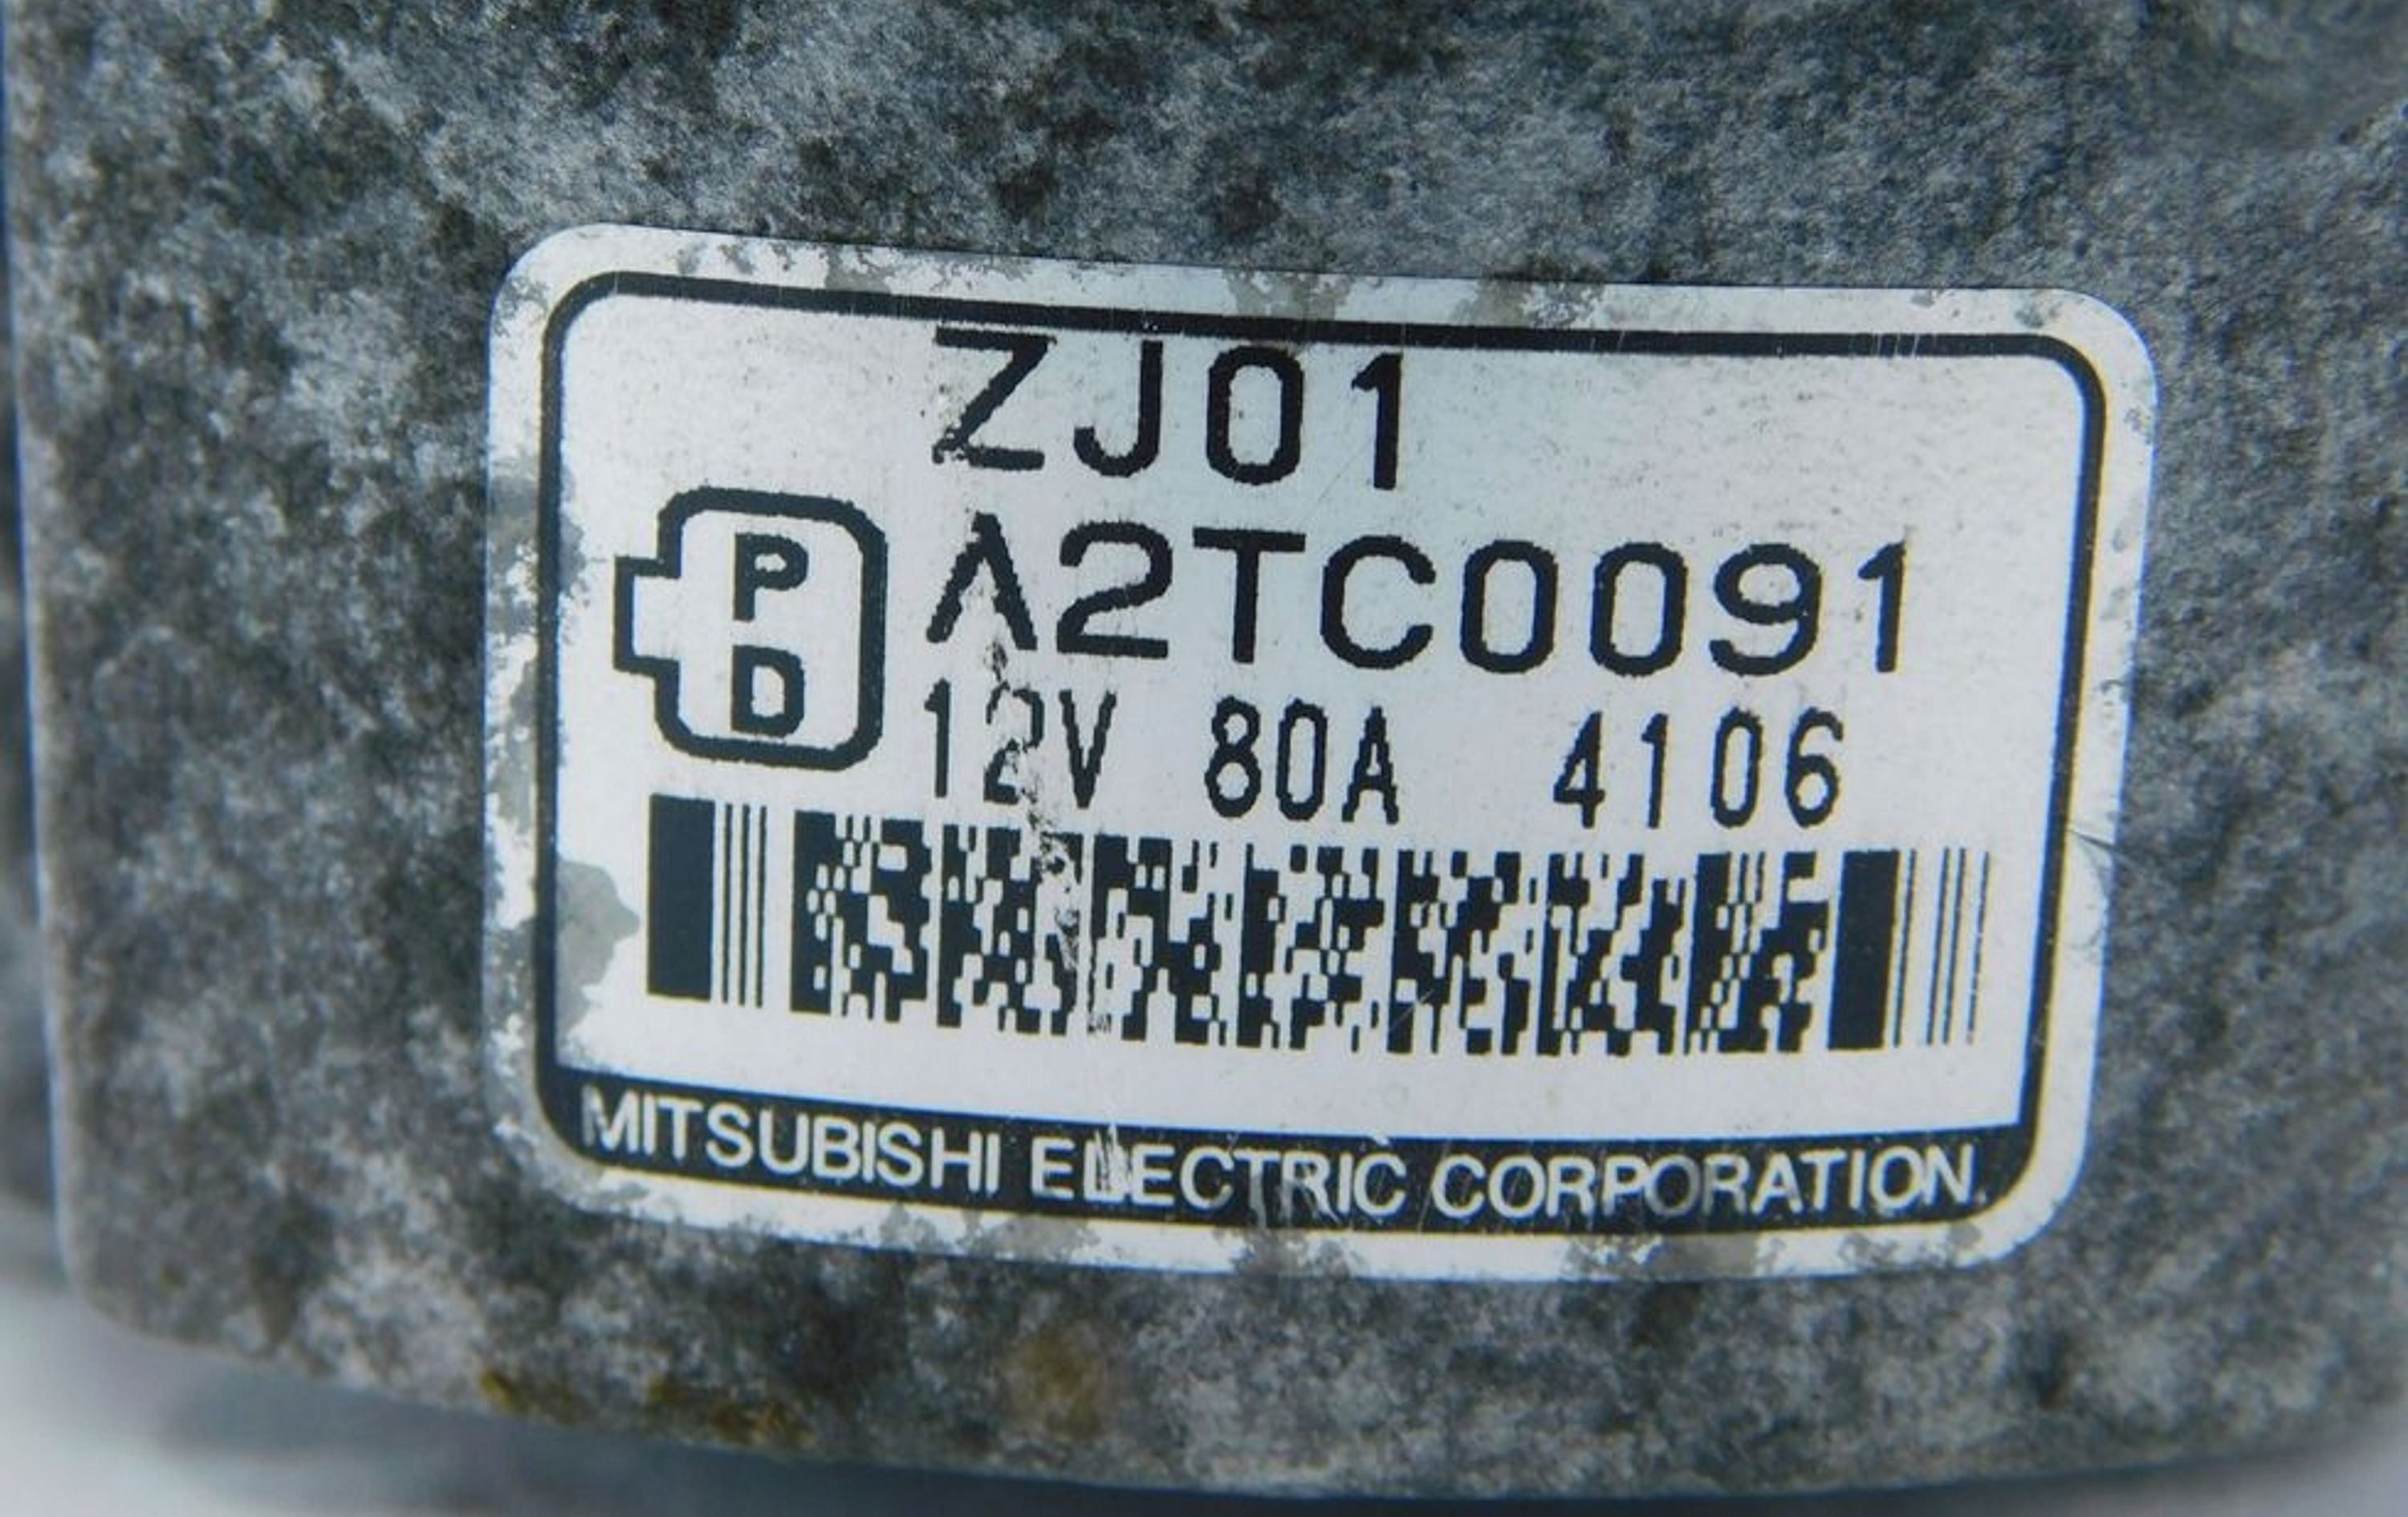 ZJ01
P
D
A2TC0091
12V 80A 4106
MITSUBISHI ELECTRIC CORPORATION.